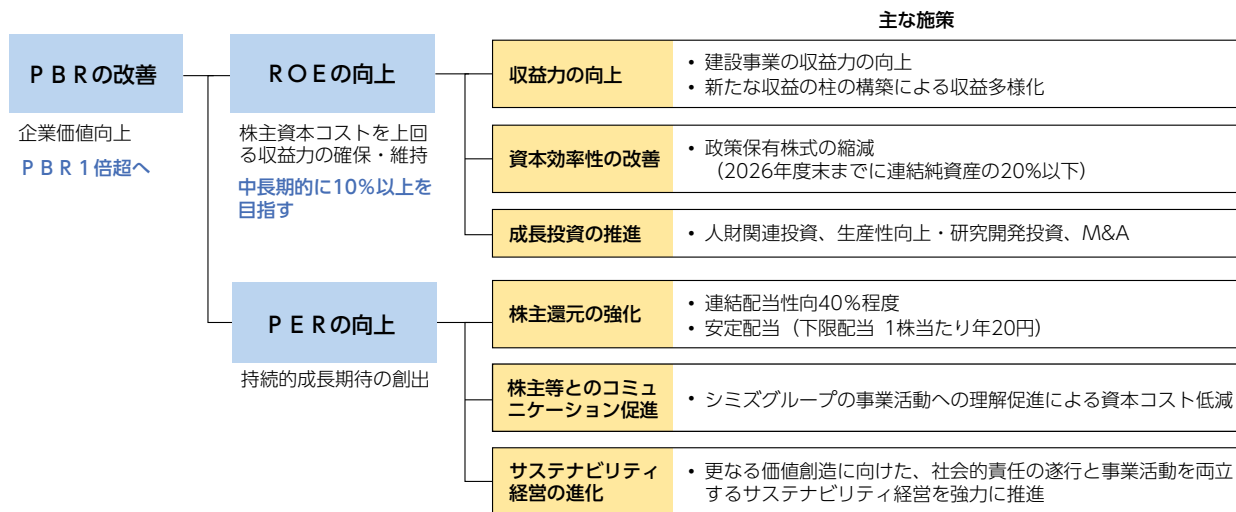 主な施策
ＰＢＲの改善
企業価値向上
ＰＢＲ１倍超へ
ＲＯＥの向上
株主資本コストを上回
る収益力の確保・維持
中長期的に10％以上を
目指す
収益力の向上
• 建設事業の収益力の向上
• 新たな収益の柱の構築による収益多様化
資本効率性の改善
• 政策保有株式の縮減
（2026年度末までに連結純資産の20％以下）
成長投資の推進
• 人財関連投資、生産性向上・研究開発投資、M&A
ＰＥＲの向上
持続的成長期待の創出
株主還元の強化
• 連結配当性向40％程度
• 安定配当（下限配当 1株当たり年20円）
株主等とのコミュ
ニケーション促進
• シミズグループの事業活動への理解促進による資本コスト低減
サステナビリティ
経営の進化
• 更なる価値創造に向けた、社会的責任の遂行と事業活動を両立
するサステナビリティ経営を強力に推進